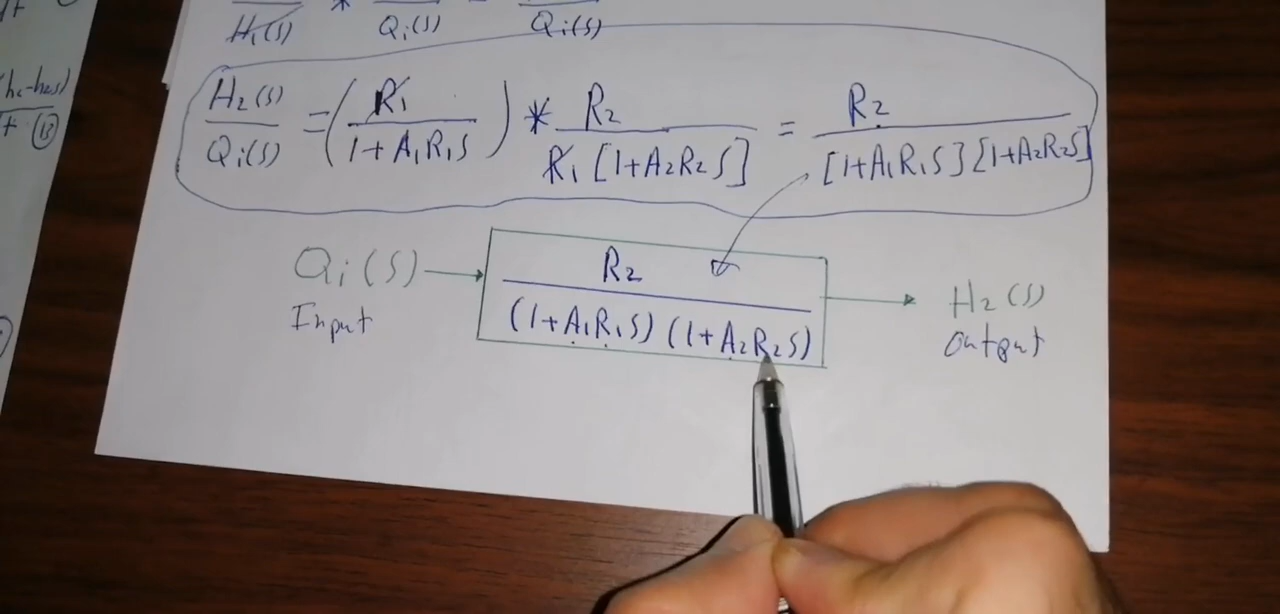 H₁(S) * Qi(S) Qi(S)
H₂(S)/Qi(S) = (R₁/(1+A₁R₁S)) * R₂/(R₁[1+A₂R₂S]) = R₂/([1+A₁R₁S][1+A₂R₂S])
Qi(S) → R₂/((1+A₁R₁S)(1+A₂R₂S)) → H₂(S)
Input Output